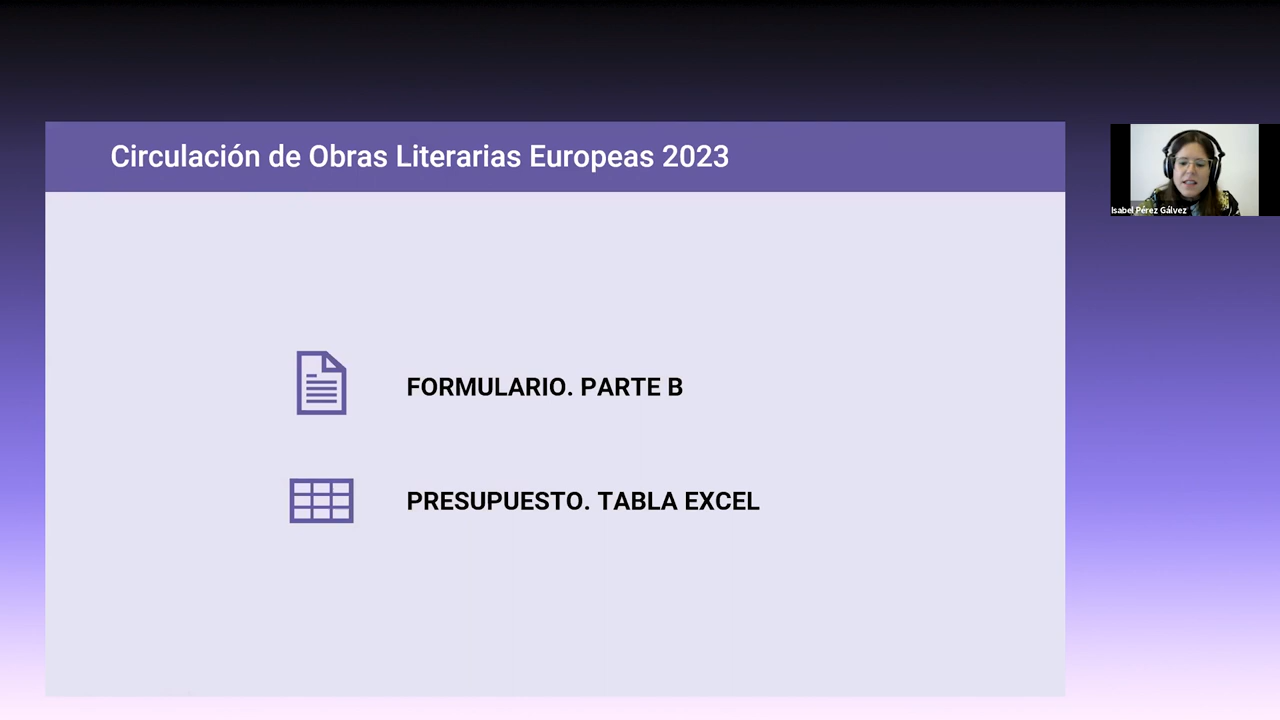 Circulación de Obras Literarias Europeas 2023
Isabel Pérez Gálvez
FORMULARIO. PARTE B
PRESUPUESTO. TABLA EXCEL